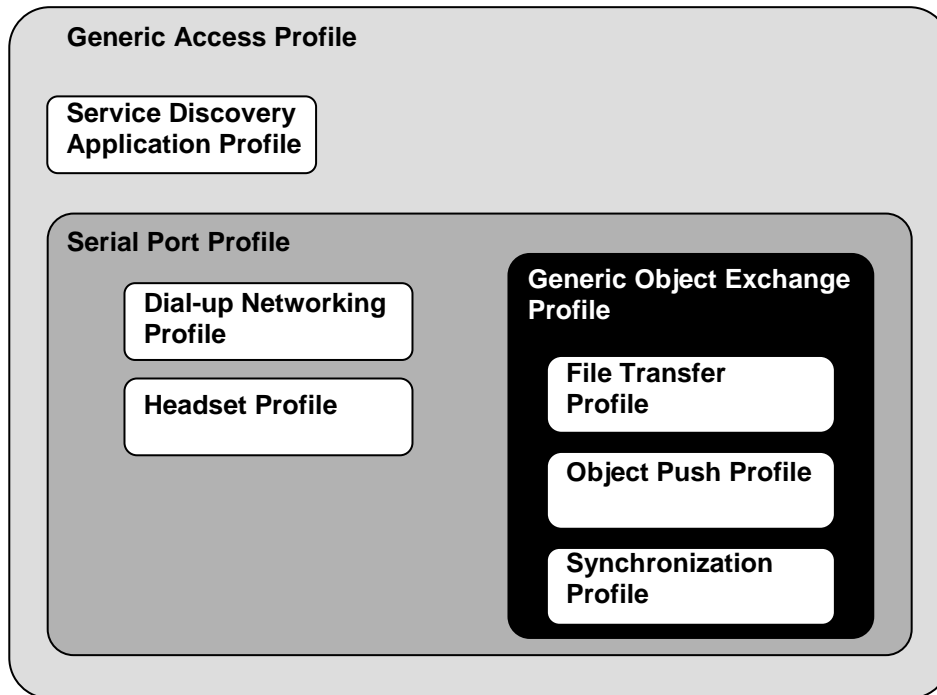 Generic Access Profile
Service Discovery
Application Profile
Serial Port Profile
Dial-up Networking
Profile
Headset Profile
Generic Object Exchange
Profile
File Transfer
Profile
Object Push Profile
Synchronization
Profile